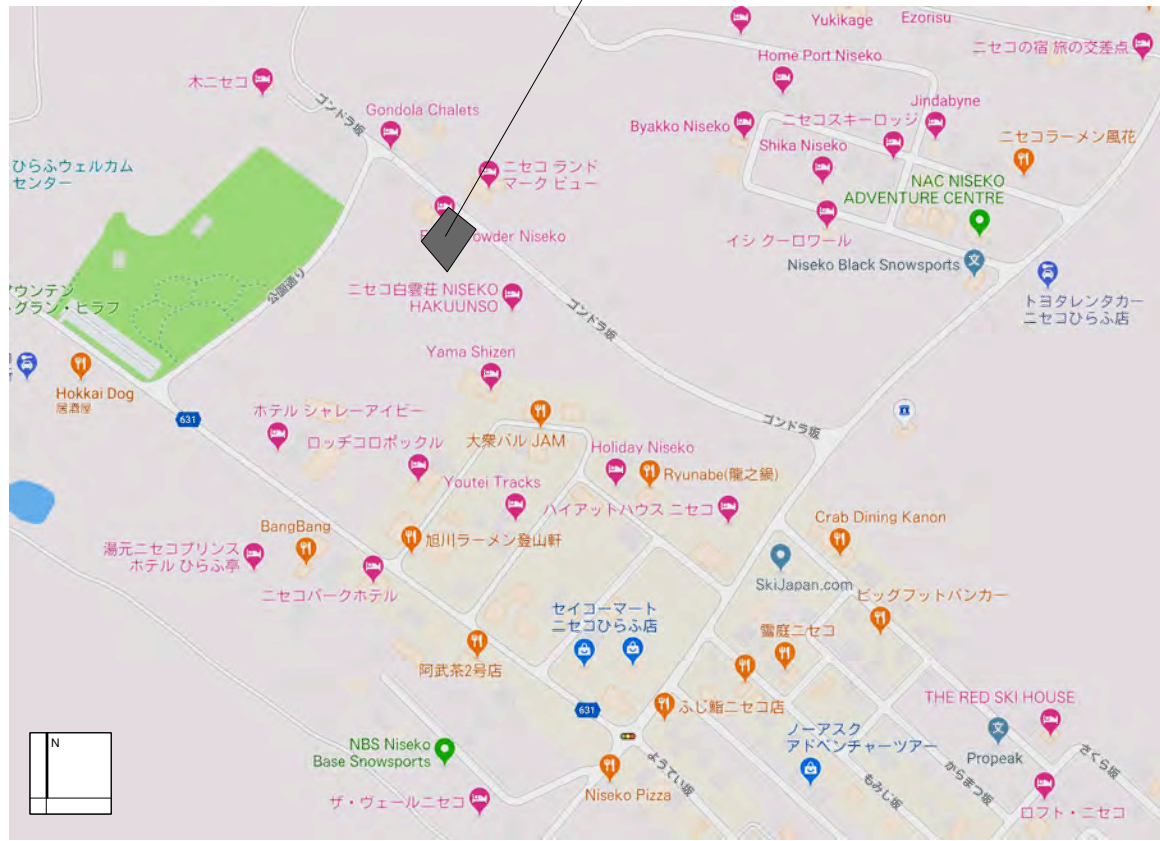 Yukikage
Ezorisu
ニセコの宿 旅の交差点
Home Port Niseko
木ニセコ
ゴンドラ坂
Gondola Chalets
Jindabyne
Byakko Niseko
ニセコスキーロッジ
ニセコラーメン風花
Shika Niseko
ひらふウェルカム
センター
ニセコ ランド
マーク ビュー
NAC NISEKO
ADVENTURE CENTRE
owder Niseko
イシ クーロワール
Niseko Black Snowsports
公園通り
ニセコ白雲荘 NISEKO
HAKUUNSO
マウンテン
グラン・ヒラフ
ゴンドラ坂
トヨタレンタカー
ニセコひらふ店
Yama Shizen
Hokkai Dog
居酒屋
631
ホテル シャレーアイビー
ゴンドラ坂
ロッヂコロポックル
大衆バル JAM
Holiday Niseko
Ryunabe(龍之鍋)
Youtei Tracks
ハイアットハウス ニセコ
Crab Dining Kanon
BangBang
旭川ラーメン登山軒
湯元ニセコプリンス
ホテル ひらふ亭
SkiJapan.com
ニセコパークホテル
ビッグフットバンカー
セイコーマート
ニセコひらふ店
雪庭ニセコ
阿武茶2号店
THE RED SKI HOUSE
631
ふじ鮨ニセコ店
ノーアスク
アドベンチャーツアー
NBS Niseko
Base Snowsports
Propeak
さくら坂
ようてい坂
からまつ坂
もみじ坂
N
Niseko Pizza
ザ・ヴェールニセコ
ロフト・ニセコ